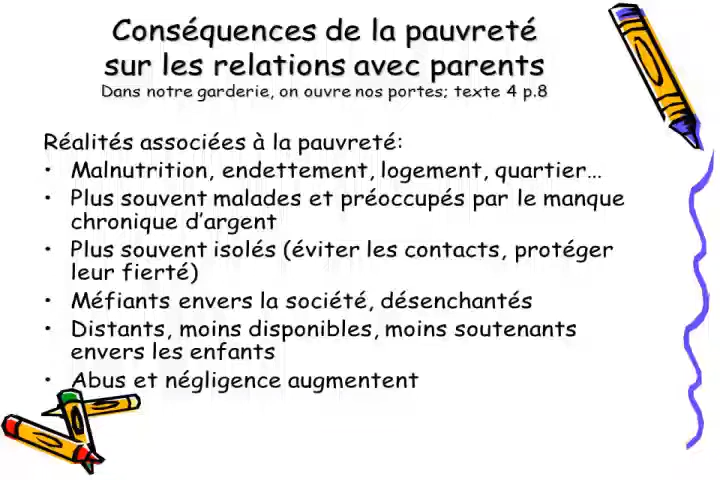 Conséquences de la pauvreté
sur les relations avec parents
Dans notre garderie, on ouvre nos portes; texte 4 p.8
Réalités associées à la pauvreté:
• Malnutrition, endettement, logement, quartier…
• Plus souvent malades et préoccupés par le manque
chronique d'argent
• Plus souvent isolés (éviter les contacts, protéger
leur fierté)
• Méfiants envers la société, désenchantés
• Distants, moins disponibles, moins soutenants
envers les enfants
• Abus et négligence augmentent